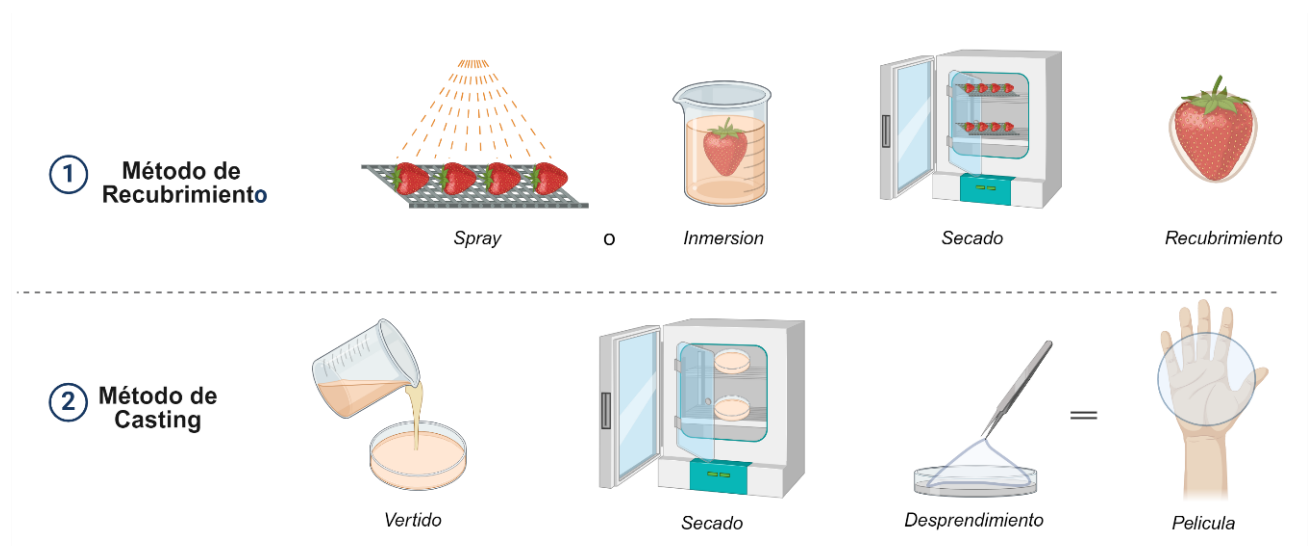 1 Método de
Recubrimiento
Spray o Inmersion Secado Recubrimiento
2 Método de
Casting
=
Vertido Secado Desprendimiento Pelicula